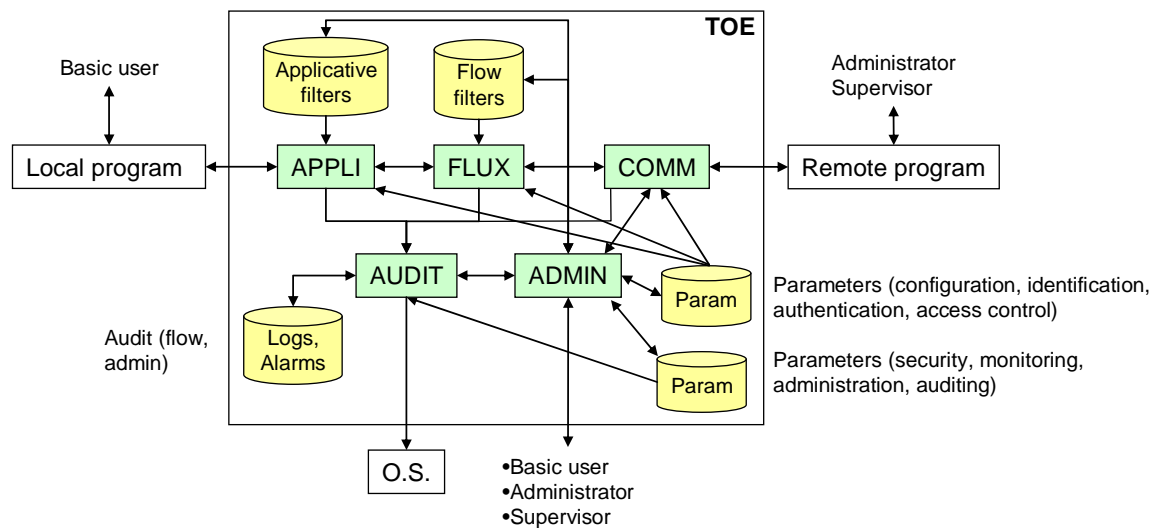 TOE
Basic user
Applicative
filters
Flow
filters
Administrator
Supervisor
Local program
APPLI
FLUX
COMM
Remote program
AUDIT
ADMIN
Param
Parameters (configuration, identification,
authentication, access control)
Audit (flow,
admin)
Logs,
Alarms
Param
Parameters (security, monitoring,
administration, auditing)
O.S.
•Basic user
•Administrator
•Supervisor